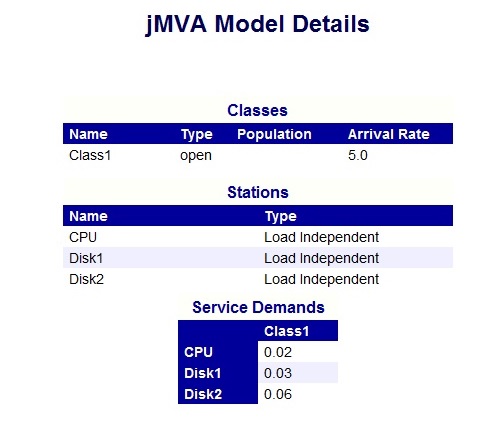 jMVA Model Details
Classes
Name Type Population Arrival Rate
Class1 open 5.0
Stations
Name Type
CPU Load Independent
Disk1 Load Independent
Disk2 Load Independent
Service Demands
Class1
CPU 0.02
Disk1 0.03
Disk2 0.06